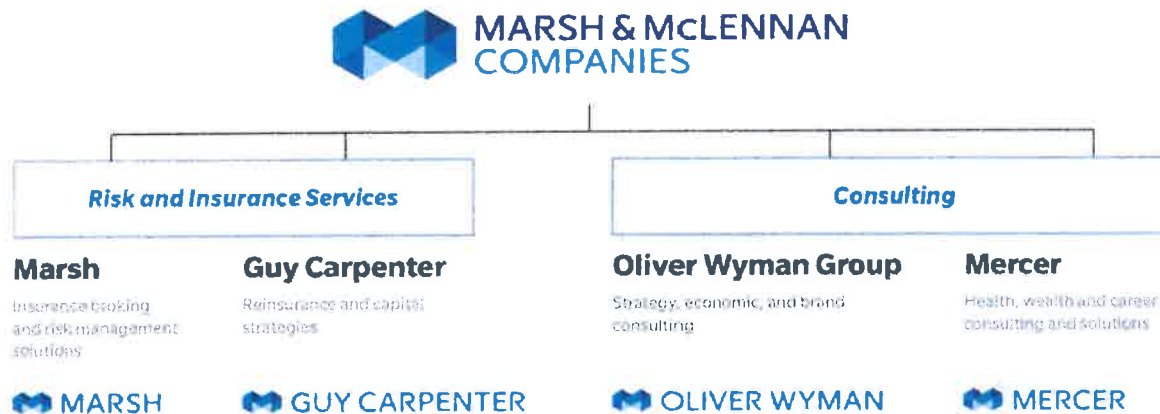 MARSH & McLENNAN
COMPANIES
Risk and Insurance Services
Consulting
Marsh
Insurance broking
and risk management
solutions
Guy Carpenter
Reinsurance and capital
strategies
Oliver Wyman Group
Strategy, economic, and brand
consulting
Mercer
Health, wealth and career
consulting and solutions
MARSH
GUY CARPENTER
OLIVER WYMAN
MERCER